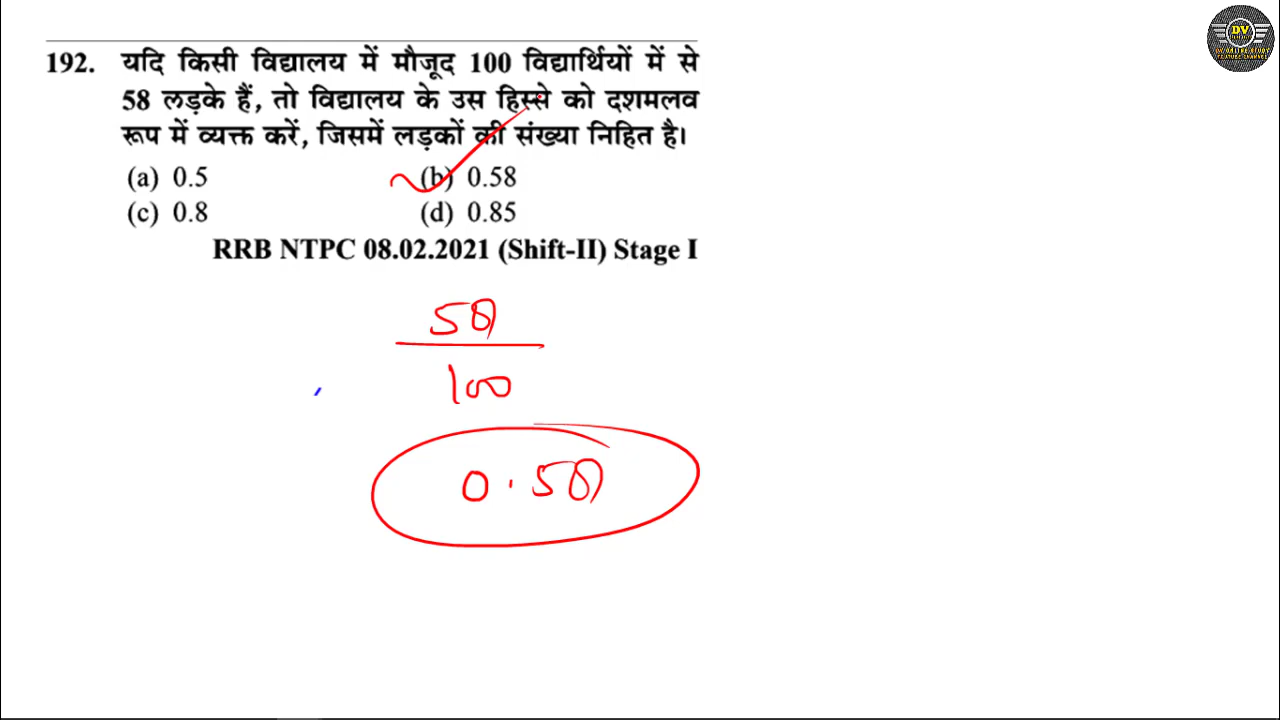 192. यदि किसी विद्यालय में मौजूद 100 विद्यार्थियों में से
58 लड़के हैं, तो विद्यालय के उस हिस्से को दशमलव
रूप में व्यक्त करें, जिसमें लड़कों की संख्या निहित है।
(a) 0.5 (b) 0.58
(c) 0.8 (d) 0.85
RRB NTPC 08.02.2021 (Shift-II) Stage I
58
100
0.58
DV